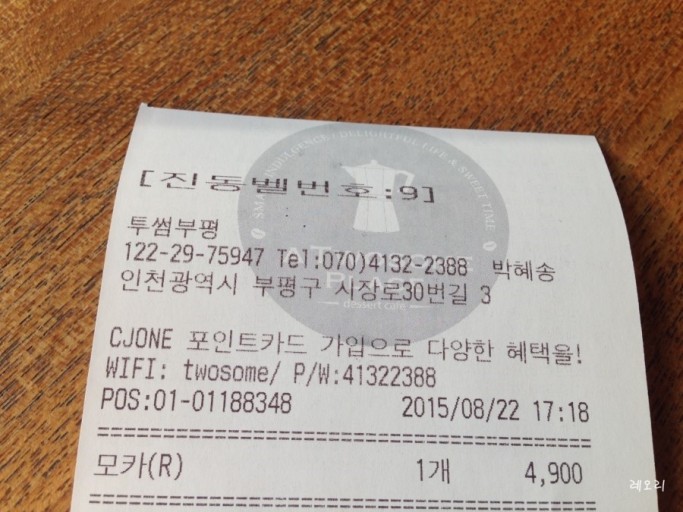 [진동벨번호:9]
투썸부평
122-29-75947 Tel:070)4132-2388 박혜송
인천광역시 부평구 시장로30번길 3
CJONE 포인트카드 가입으로 다양한 혜택을!
WIFI: twosome/ P/W:41322388
POS:01-01188348 2015/08/22 17:18
모카(R) 1개 4,900
DELIGHTFUL LIFE & SWEET TIME
dessert cafe
레오리